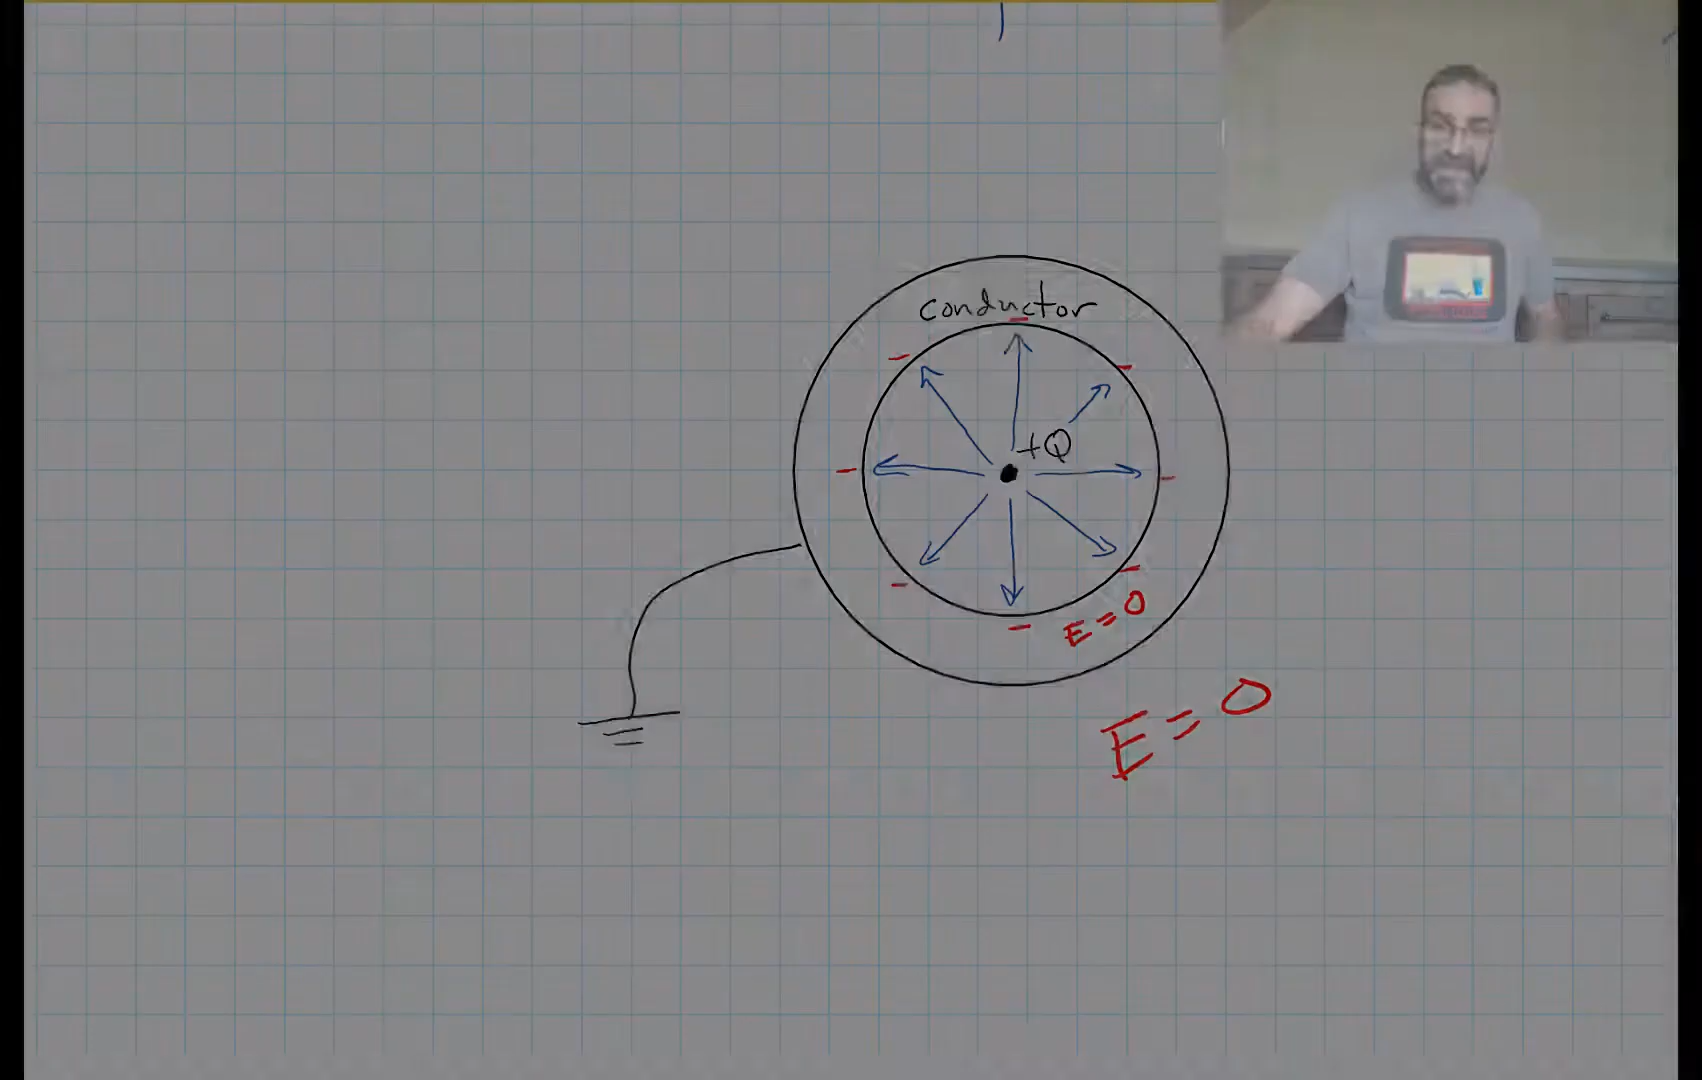 conductor
+Q
E = 0
E = 0